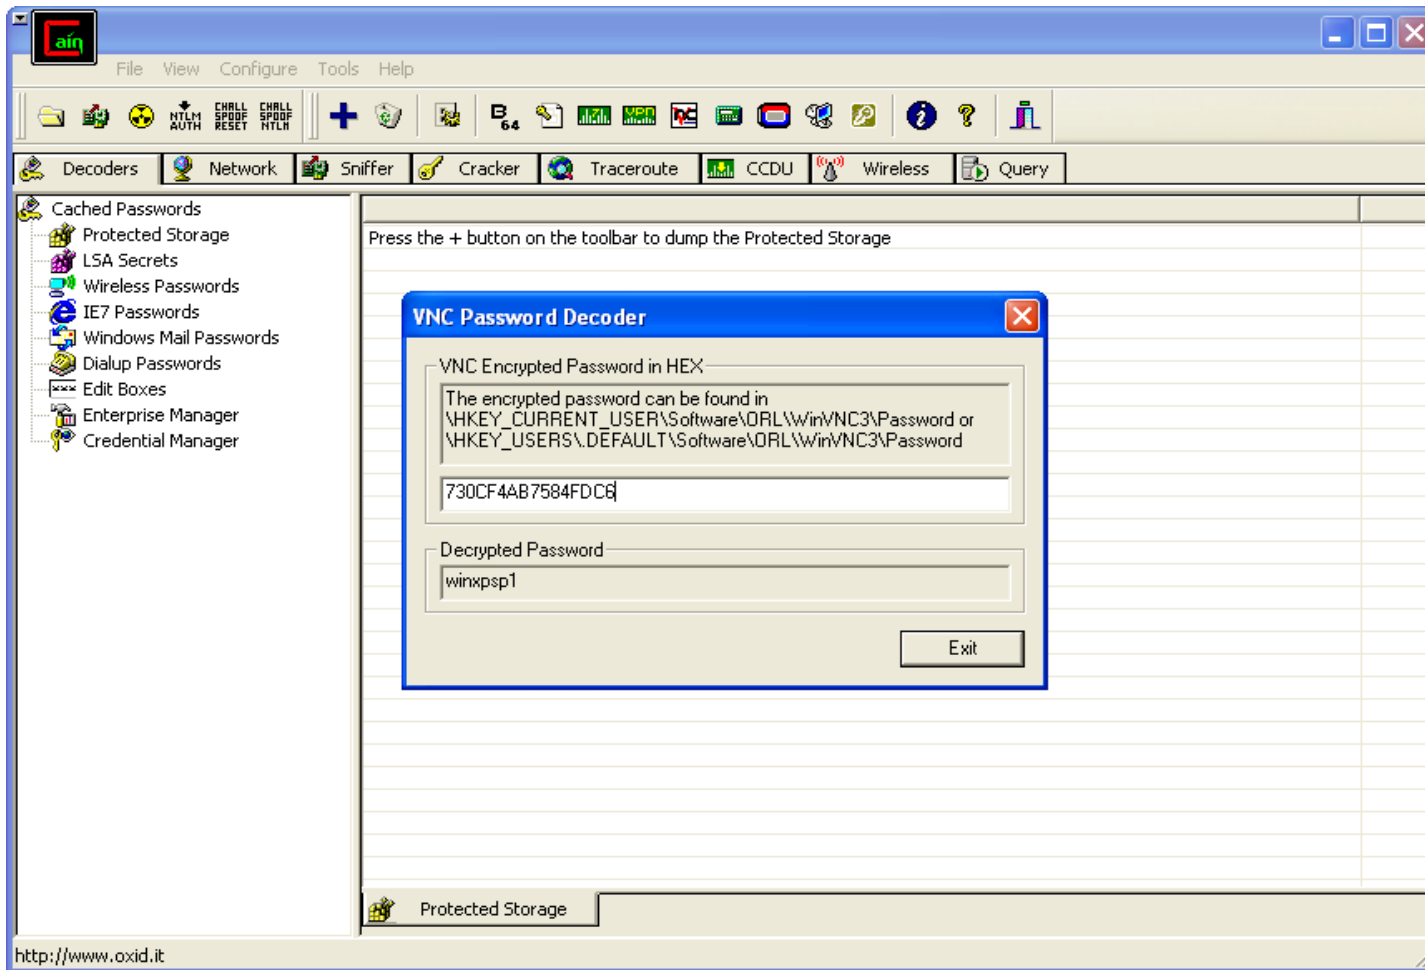 Cain
File View Configure Tools Help
NTLM AUTH CHALL SPOOF RESET CHALL SPOOF NTLM B64
Decoders Network Sniffer Cracker Traceroute CCDU Wireless Query
Cached Passwords
Protected Storage
LSA Secrets
Wireless Passwords
IE7 Passwords
Windows Mail Passwords
Dialup Passwords
Edit Boxes
Enterprise Manager
Credential Manager
Press the + button on the toolbar to dump the Protected Storage
VNC Password Decoder
VNC Encrypted Password in HEX
The encrypted password can be found in
\HKEY_CURRENT_USER\Software\ORL\WinVNC3\Password or
\HKEY_USERS\.DEFAULT\Software\ORL\WinVNC3\Password
730CF4AB7584FDC6
Decrypted Password
winxpsp1
Exit
Protected Storage
http://www.oxid.it